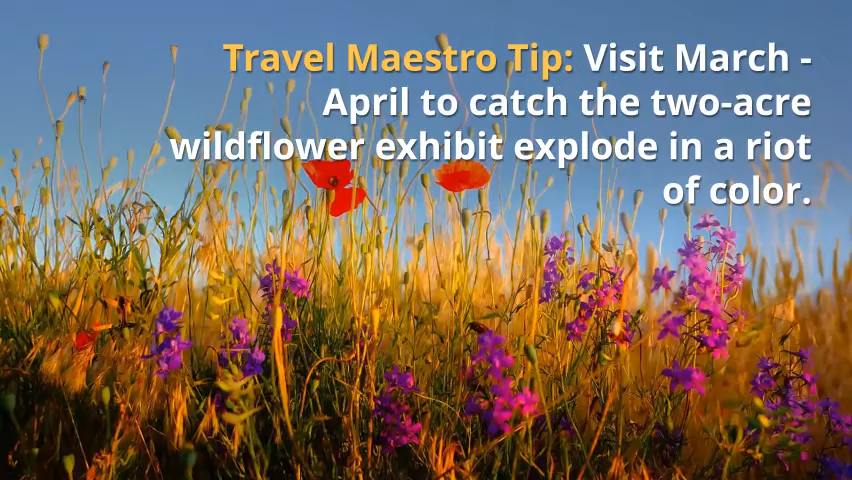 Travel Maestro Tip: Visit March -
April to catch the two-acre
wildflower exhibit explode in a riot
of color.